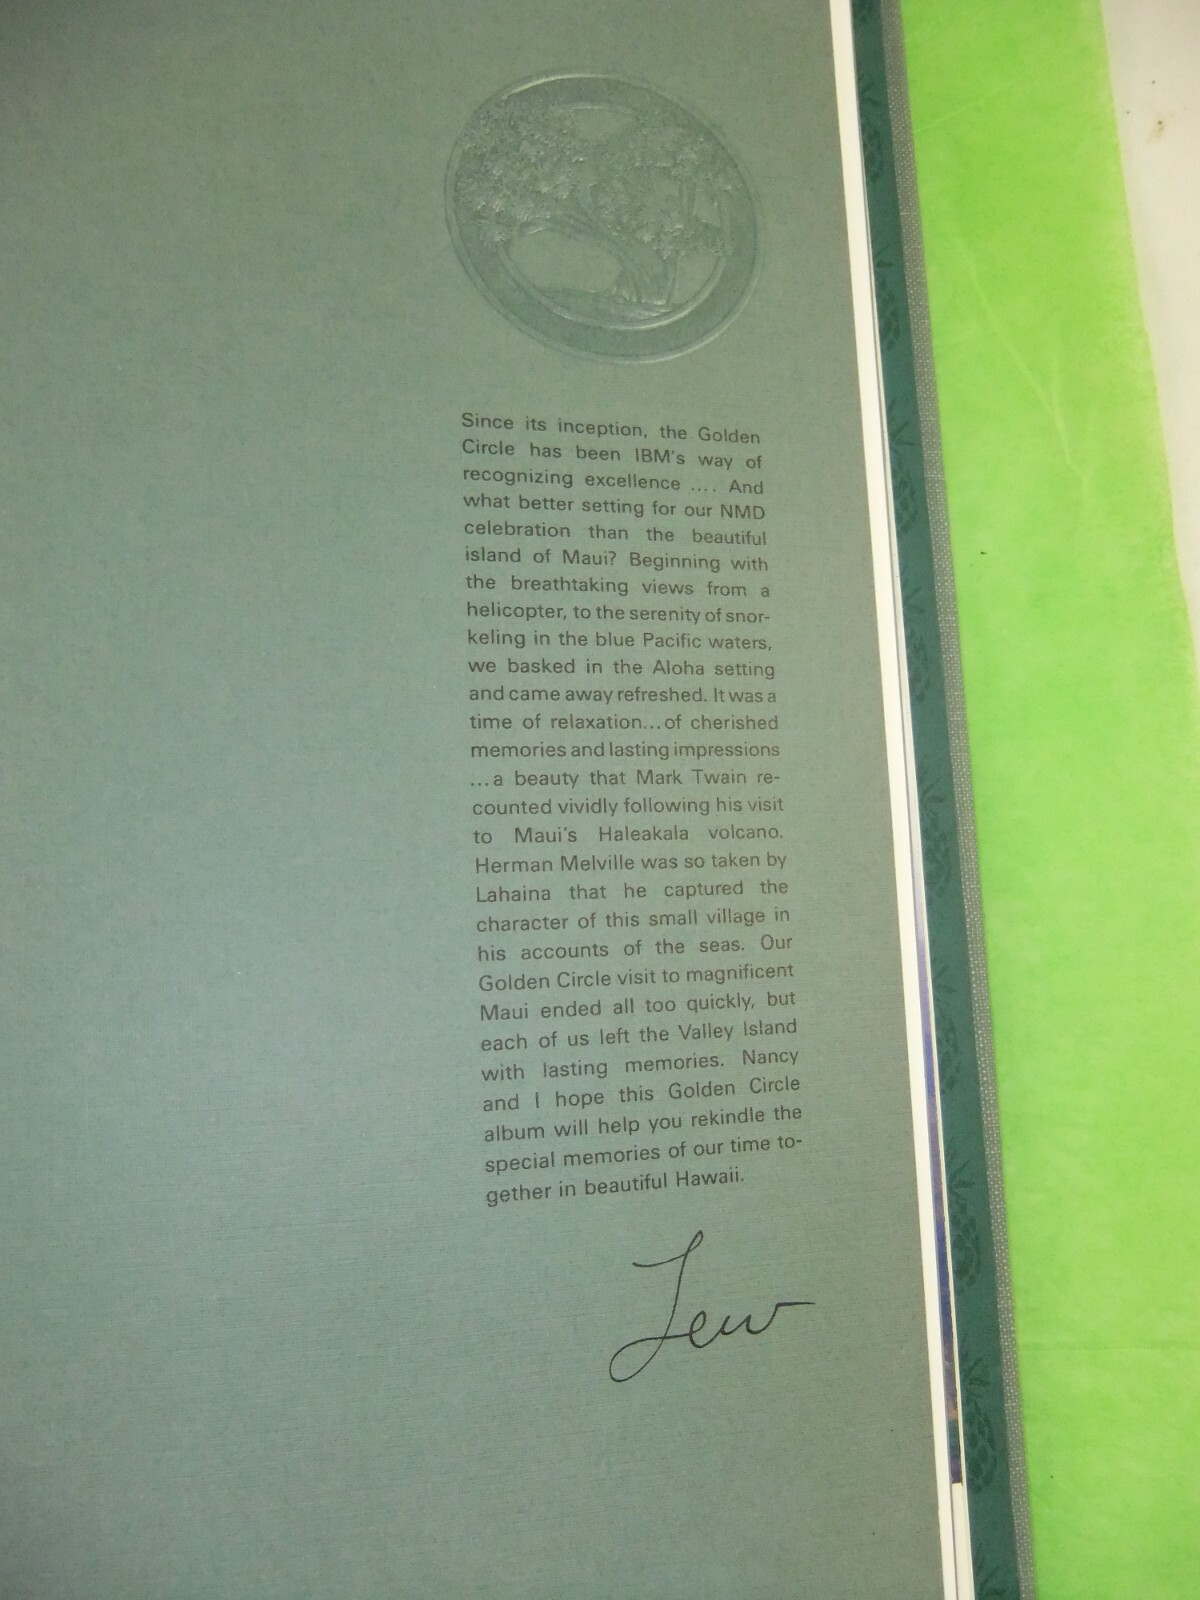 Since its inception, the Golden
Circle has been IBM's way of
recognizing excellence .... And
what better setting for our NMD
celebration than the beautiful
island of Maui? Beginning with
the breathtaking views from a
helicopter, to the serenity of snor-
keling in the blue Pacific waters,
we basked in the Aloha setting
and came away refreshed. It was a
time of relaxation...of cherished
memories and lasting impressions
...a beauty that Mark Twain re-
counted vividly following his visit
to Maui's Haleakala volcano.
Herman Melville was so taken by
Lahaina that he captured the
character of this small village in
his accounts of the seas. Our
Golden Circle visit to magnificent
Maui ended all too quickly, but
each of us left the Valley Island
with lasting memories. Nancy
and I hope this Golden Circle
album will help you rekindle the
special memories of our time to-
gether in beautiful Hawaii.
Lew